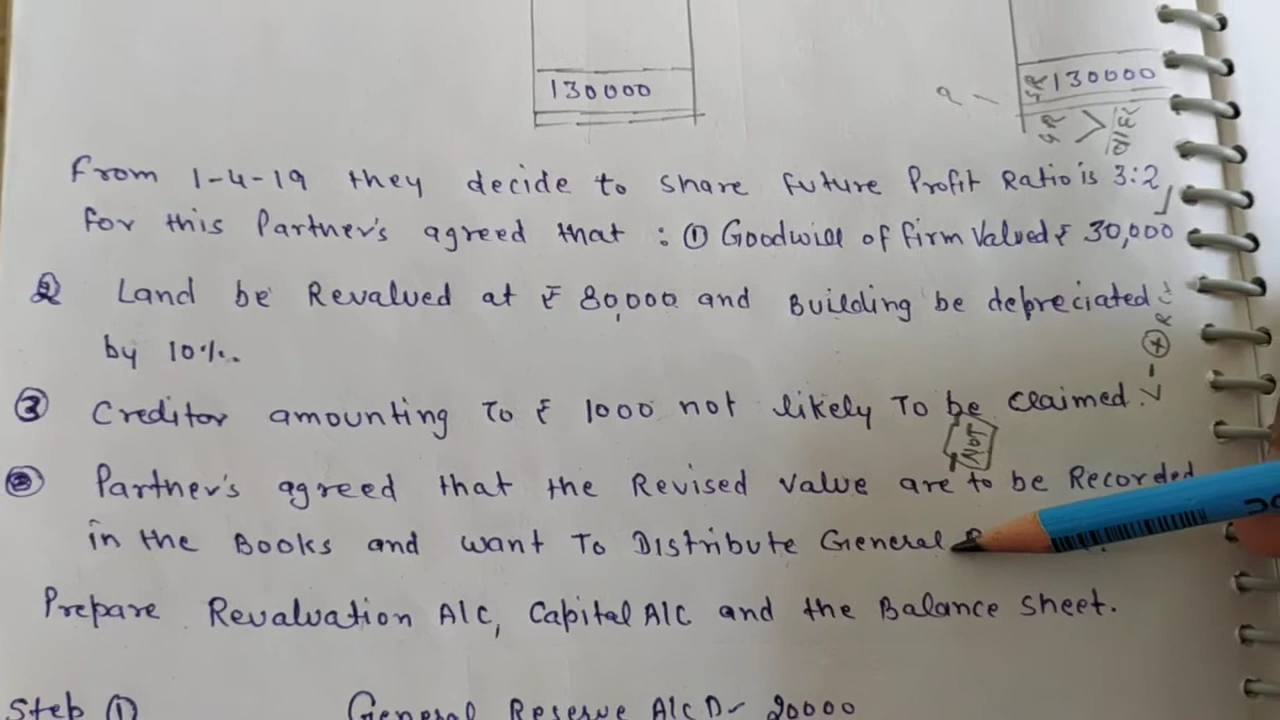 130000
130000
From 1-4-19 they decide to share future Profit Ratio is 3:2
for this Partner's agreed that : ① Goodwill of firm Valued ₹ 30,000
② Land be Revalued at ₹ 80,000 and Building be depreciated
by 10%.
③ Creditor amounting To ₹ 1000 not likely To be claimed.
NOT
Partner's agreed that the Revised Value are to be Recorded
in the Books and want To Distribute General
Prepare Revaluation A/C, Capital A/C and the Balance Sheet.
Step ① General Reserve A/C Dr 20000